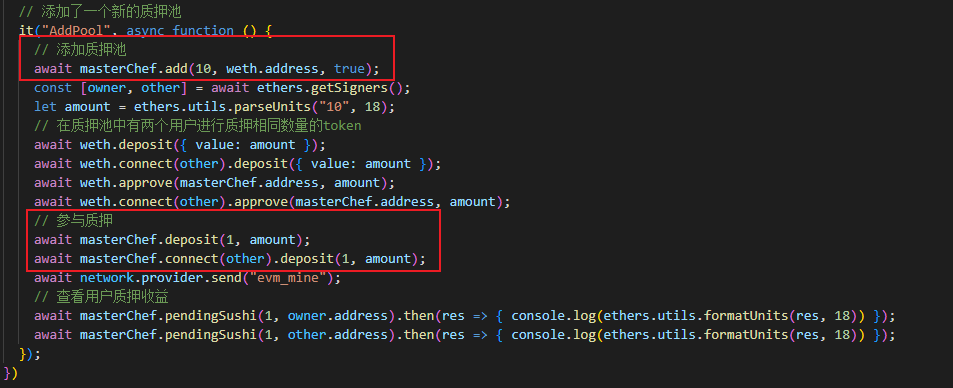 // 添加了一个新的质押池
it("AddPool", async function () {
// 添加质押池
await masterChef.add(10, weth.address, true);
const [owner, other] = await ethers.getSigners();
let amount = ethers.utils.parseUnits("10", 18);
// 在质押池中有两个用户进行质押相同数量的token
await weth.deposit({ value: amount });
await weth.connect(other).deposit({ value: amount });
await weth.approve(masterChef.address, amount);
await weth.connect(other).approve(masterChef.address, amount);
// 参与质押
await masterChef.deposit(1, amount);
await masterChef.connect(other).deposit(1, amount);
await network.provider.send("evm_mine");
// 查看用户质押收益
await masterChef.pendingSushi(1, owner.address).then(res => { console.log(ethers.utils.formatUnits(res, 18)) });
await masterChef.pendingSushi(1, other.address).then(res => { console.log(ethers.utils.formatUnits(res, 18)) });
});
})